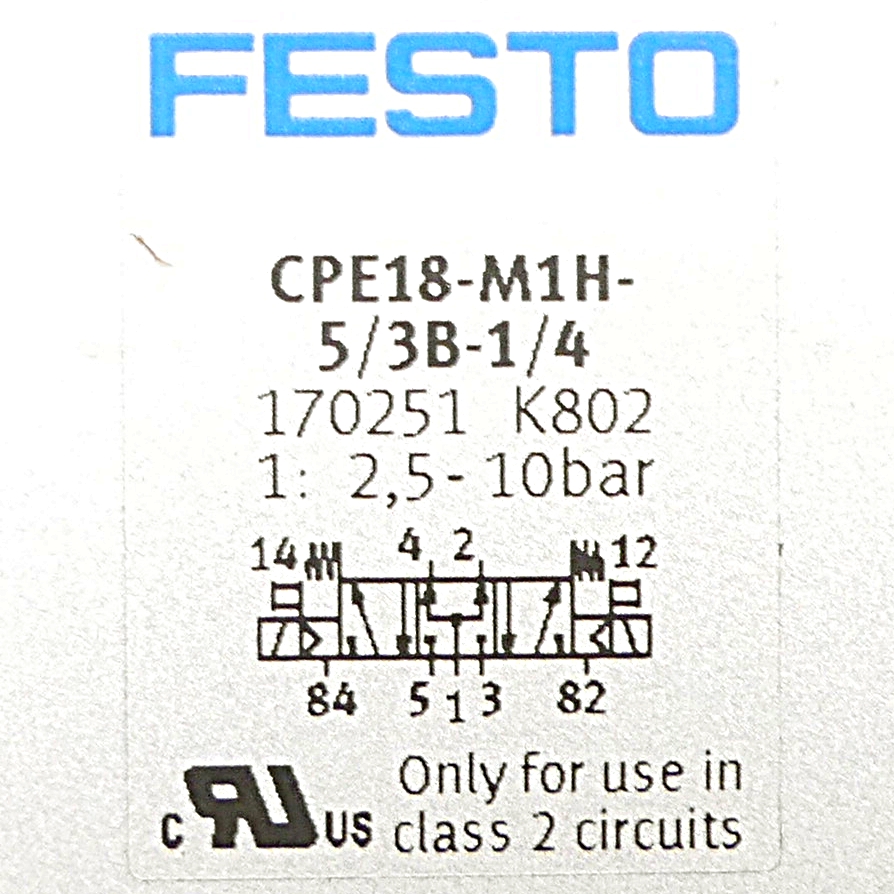 FESTO
CPE18-M1H-
5/3B-1/4
170251 K802
1: 2,5-10bar
14 4 2 12
84 5 1 3 82
Only for use in
C RU US class 2 circuits